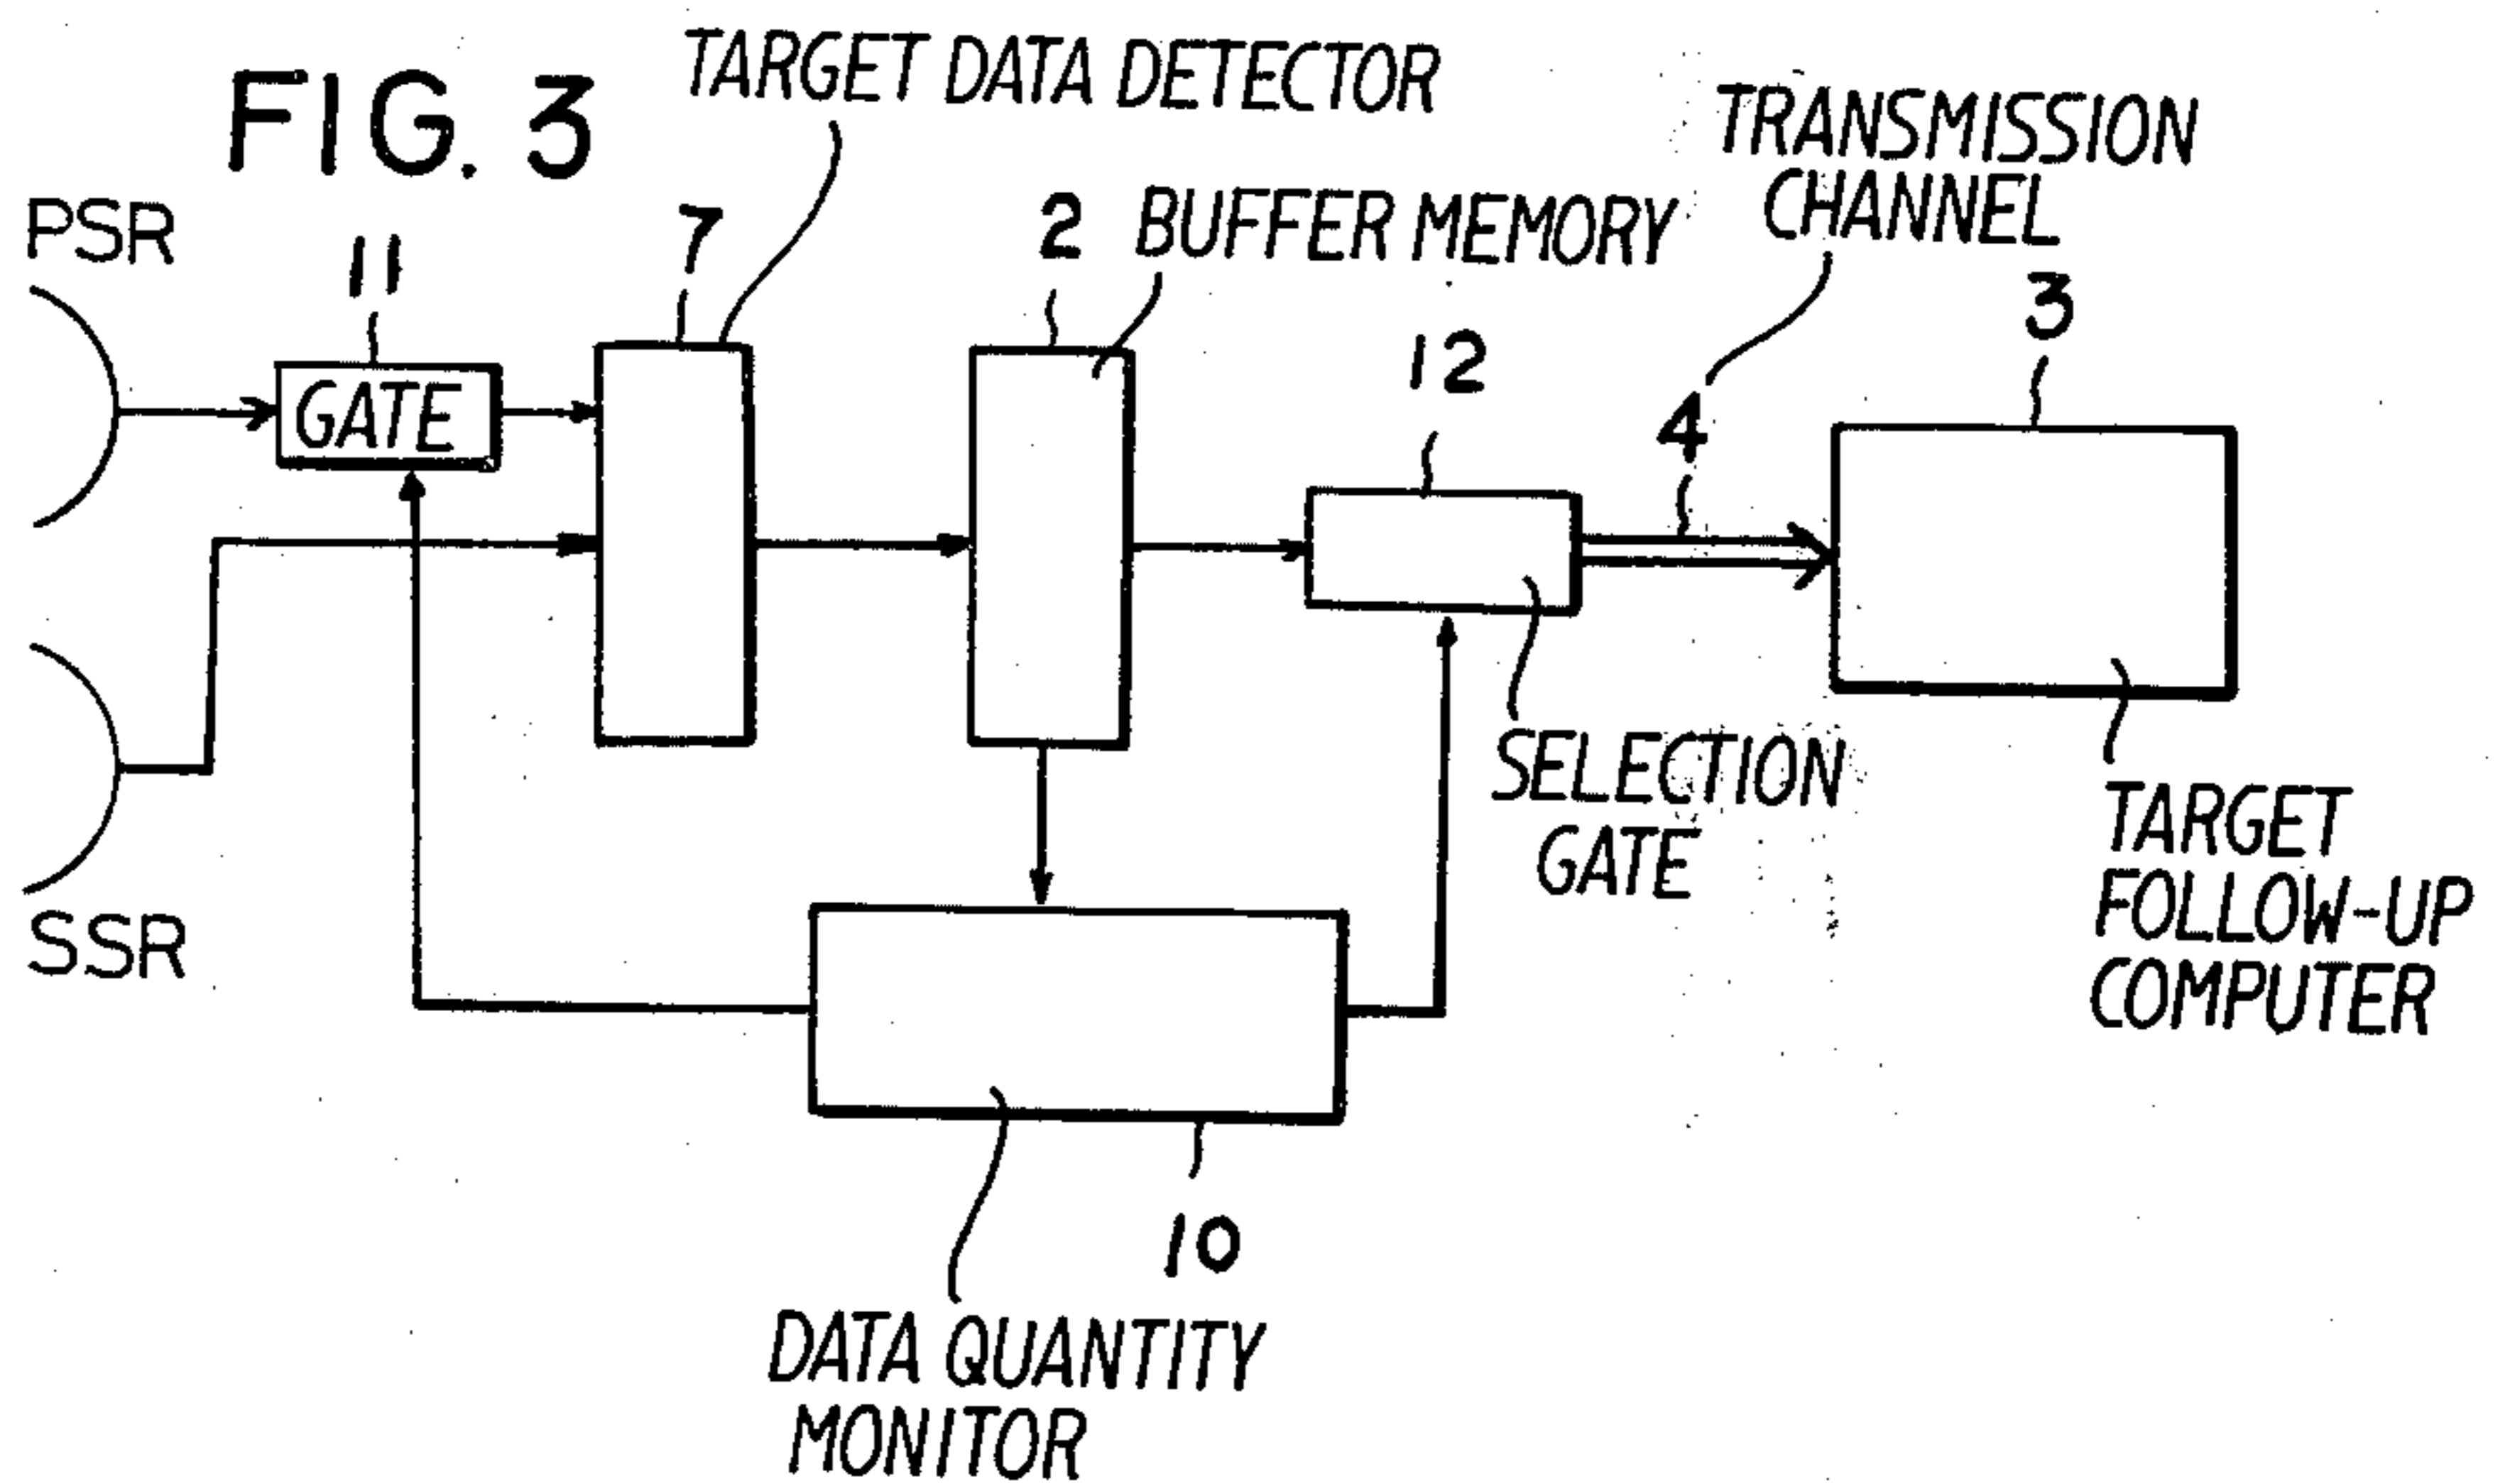 FIG. 3
TARGET DATA DETECTOR
TRANSMISSION
CHANNEL
PSR
11
7
2
BUFFER MEMORY
3
12
GATE
4
SELECTION
GATE
TARGET
FOLLOW-UP
COMPUTER
SSR
10
DATA QUANTITY
MONITOR